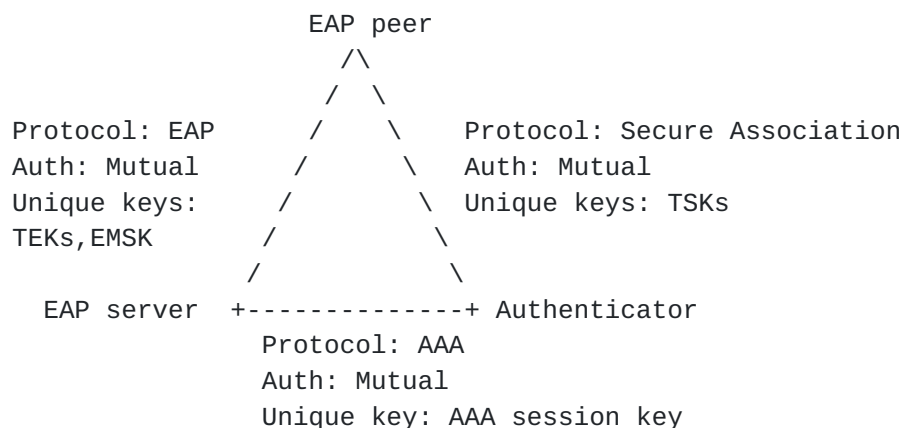 EAP peer
/\
/ \
Protocol: EAP / \ Protocol: Secure Association
Auth: Mutual / \ Auth: Mutual
Unique keys: / \ Unique keys: TSKs
TEKs,EMSK / \
/ \
EAP server +--------------+ Authenticator
Protocol: AAA
Auth: Mutual
Unique key: AAA session key